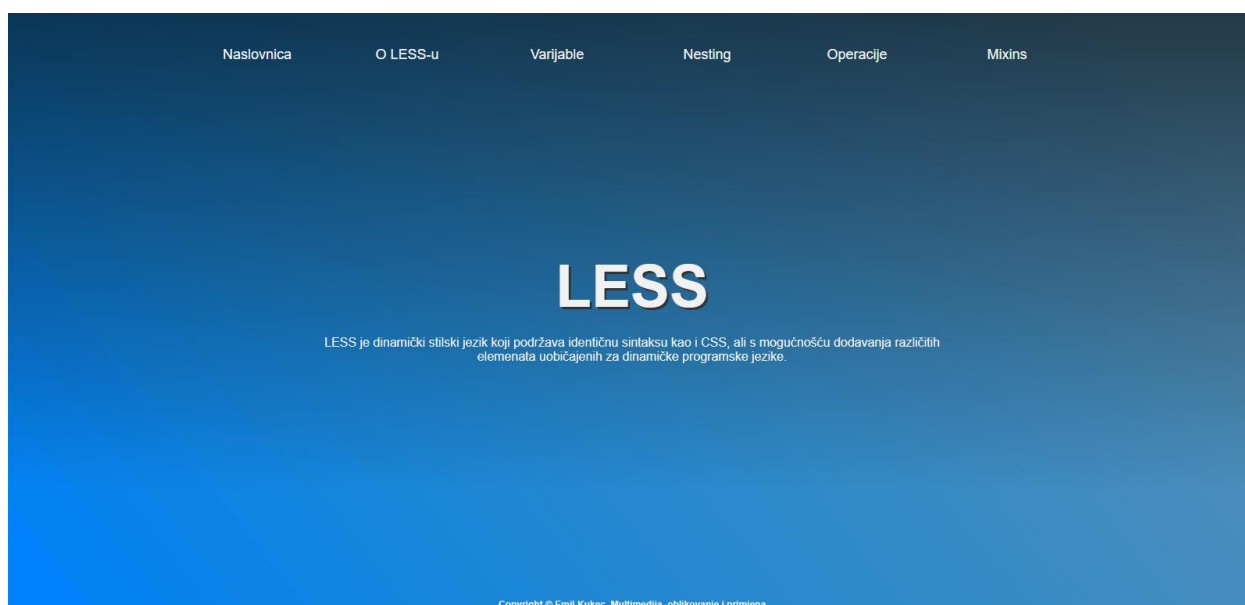 Naslovnica O LESS-u Varijable Nesting Operacije Mixins
LESS
LESS je dinamički stilski jezik koji podržava identičnu sintaksu kao i CSS, ali s mogućnošću dodavanja različitih
elemenata uobičajenih za dinamičke programske jezike.
Copyright © Emil Kukec, Multimedija, oblikovanje i primjena